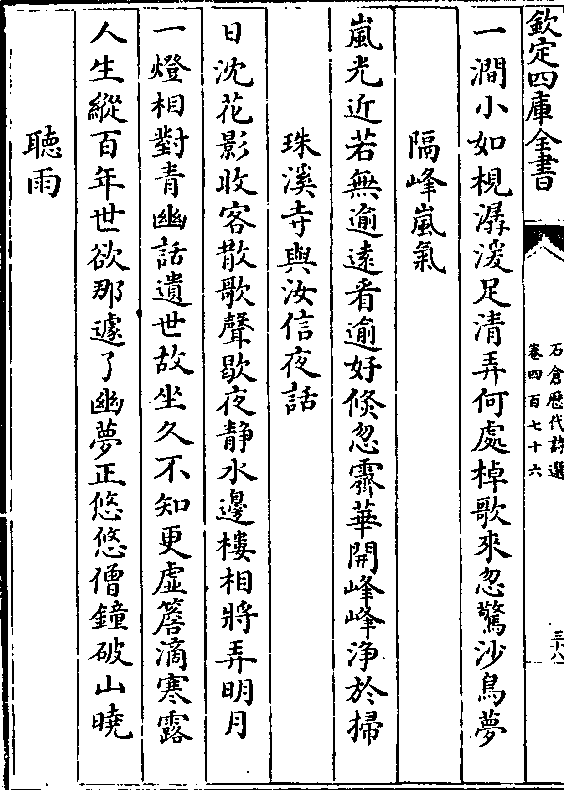 欽定四庫全書
石倉歴代詩選
卷四百七十六
三十八
一澗小如梘潺湲足清弄何處棹歌來忽驚沙鳥夢
隔峰嵐氣
嵐光近若無逾遠看逾好倐忽霽華開峰峰淨於掃
珠溪寺與汝信夜話
日沈花影收客散歌聲歇夜静水邊樓相將弄明月
一燈相對青幽話遺世故坐久不知更虚簷滴寒露
人生縱百年世欲那遽了幽夢正悠悠僧鐘破山曉
聽雨